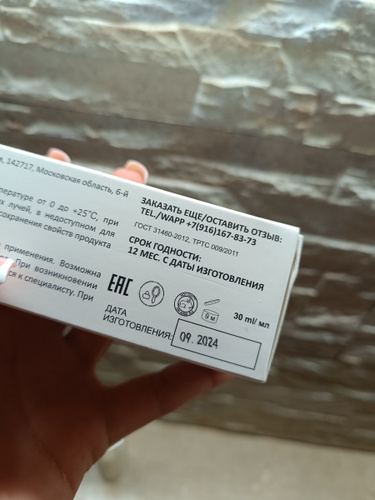 142717, Московская область, 6-й
пературе от 0 до +25˚С, при
лучей, в недоступном для
сохранения свойств продукта
применения. Возможна
При возникновении
к специалисту. При
ЗАКАЗАТЬ ЕЩЕ/ОСТАВИТЬ ОТЗЫВ:
TEL./WAPP +7(916)167-83-73
ГОСТ 31460-2012, ТРТС 009/2011
СРОК ГОДНОСТИ:
12 МЕС. С ДАТЫ ИЗГОТОВЛЕНИЯ
EAC
30 ml/ мл
ДАТА
ИЗГОТОВЛЕНИЯ:
09. 2024